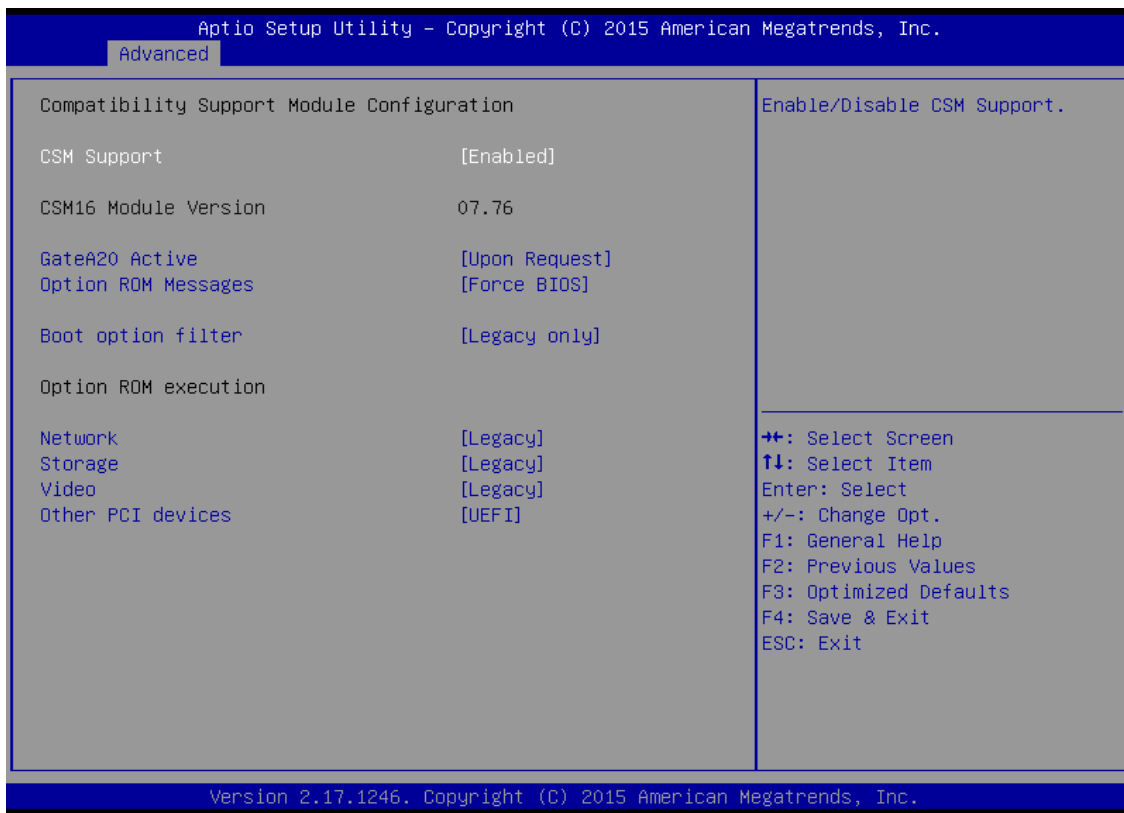 Aptio Setup Utility – Copyright (C) 2015 American Megatrends, Inc.
Advanced
Compatibility Support Module Configuration
CSM Support [Enabled]
CSM16 Module Version 07.76
GateA20 Active [Upon Request]
Option ROM Messages [Force BIOS]
Boot option filter [Legacy only]
Option ROM execution
Network [Legacy]
Storage [Legacy]
Video [Legacy]
Other PCI devices [UEFI]
Enable/Disable CSM Support.
→←: Select Screen
↑↓: Select Item
Enter: Select
+/-: Change Opt.
F1: General Help
F2: Previous Values
F3: Optimized Defaults
F4: Save & Exit
ESC: Exit
Version 2.17.1246. Copyright (C) 2015 American Megatrends, Inc.